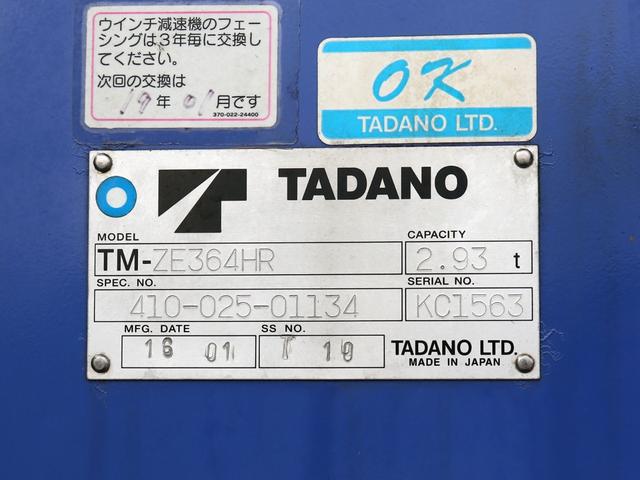 ウインチ減速機のフェー
シングは3年毎に交換し
てください。
次回の交換は
19年 01月です
370-022-24400
OK
TADANO LTD.
TADANO
MODEL
CAPACITY
TM-ZE364HR
2.93 t
SPEC. NO.
SERIAL NO.
410-025-01134
KC1563
MFG. DATE
SS NO.
16 01
T 10
TADANO LTD.
MADE IN JAPAN